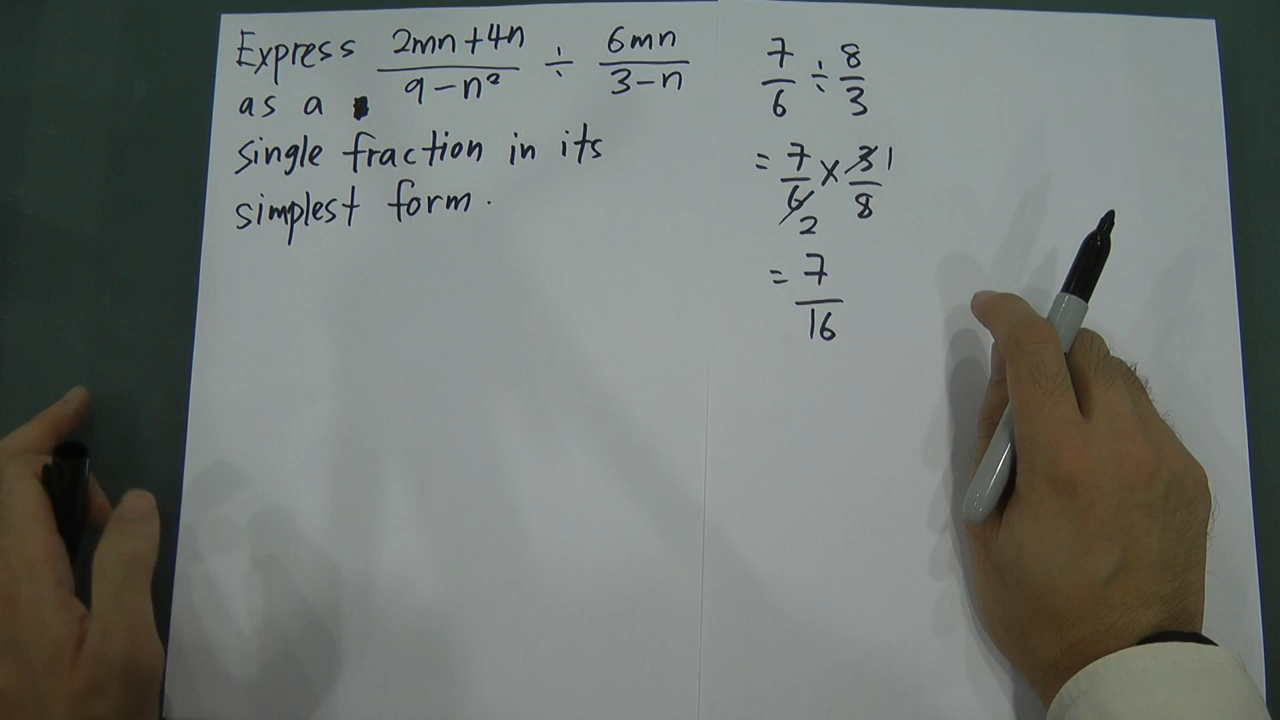 Express (2mn+4n)/(9-n²) ÷ (6mn)/(3-n)
as a
single fraction in its
simplest form.
7/6 ÷ 8/3
= 7/6 2 × 3 1/8
= 7/16